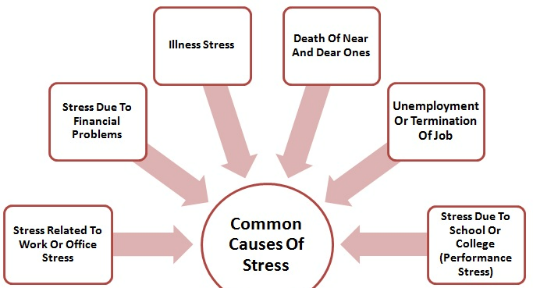 Illness Stress
Death Of Near
And Dear Ones
Stress Due To
Financial
Problems
Unemployment
Or Termination
Of Job
Stress Related To
Work Or Office
Stress
Common
Causes Of
Stress
Stress Due To
School Or
College
(Performance
Stress)